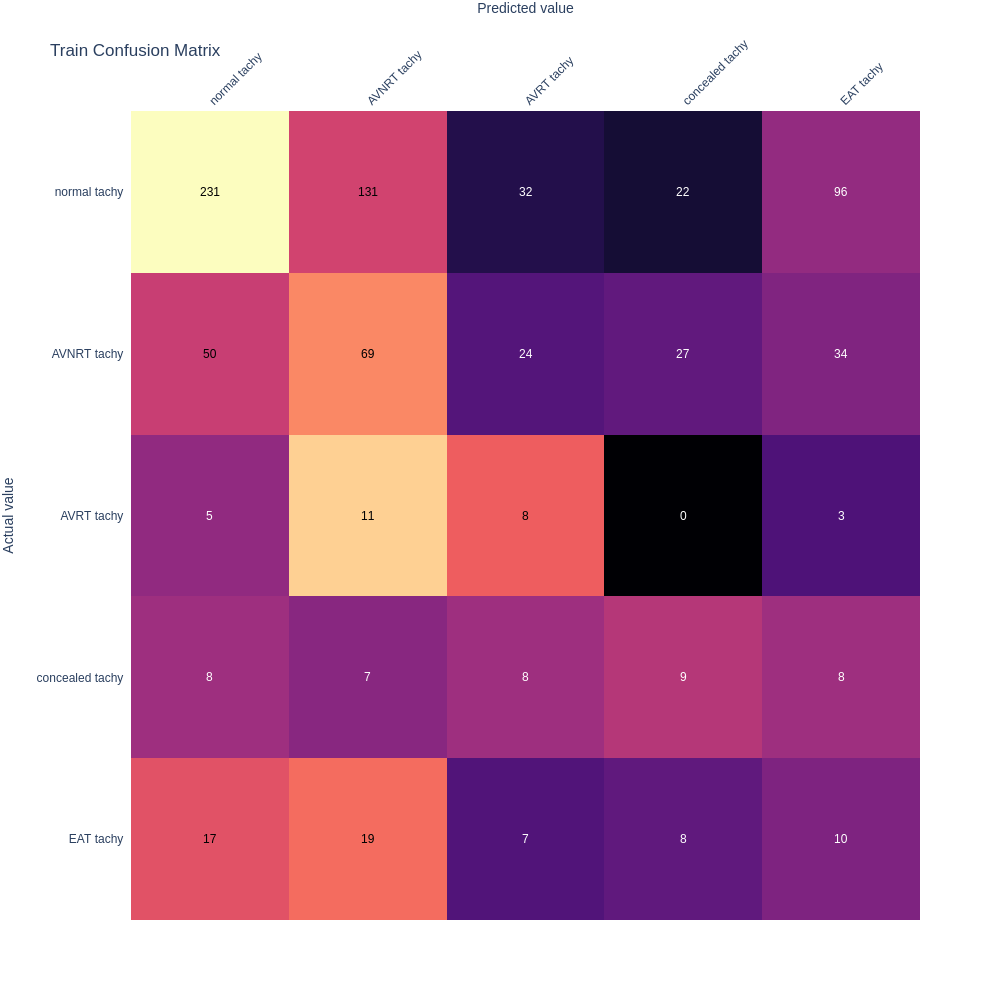 Predicted value
Train Confusion Matrix
normal tachy AVNRT tachy AVRT tachy concealed tachy EAT tachy
normal tachy 231 131 32 22 96
AVNRT tachy 50 69 24 27 34
Actual value
AVRT tachy 5 11 8 0 3
concealed tachy 8 7 8 9 8
EAT tachy 17 19 7 8 10